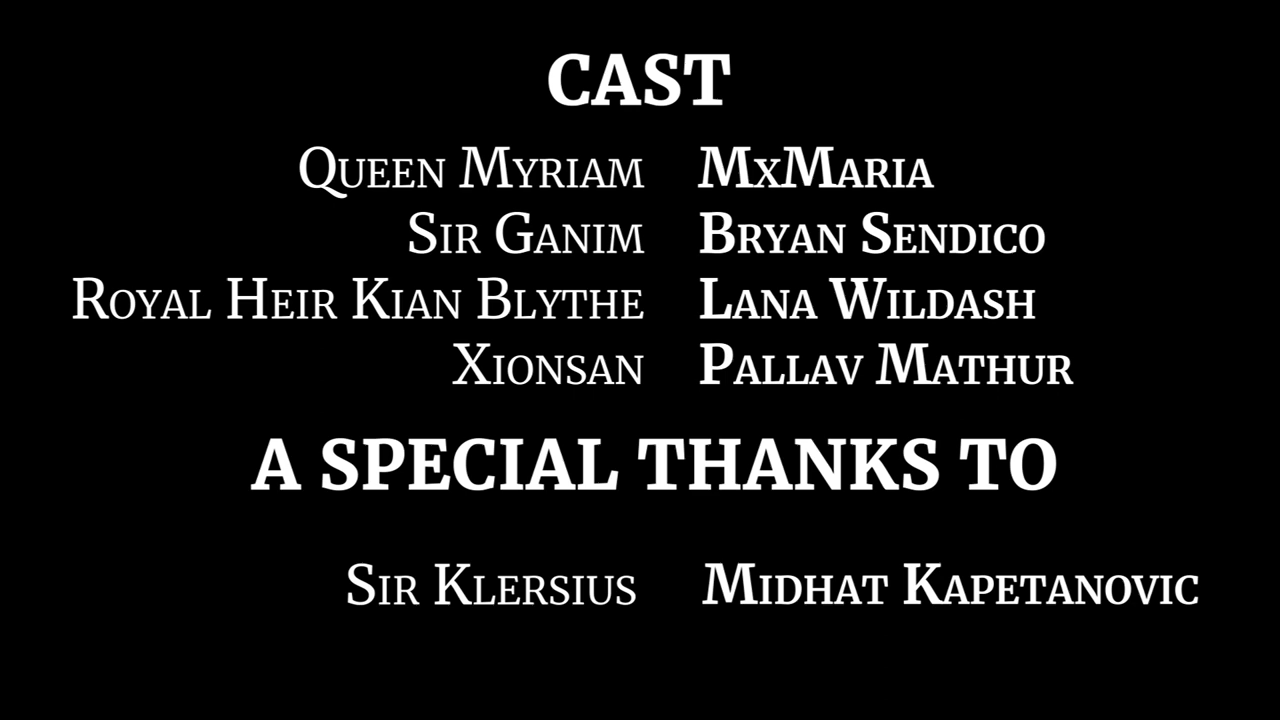 CAST
Queen Myriam MxMaria
Sir Ganim Bryan Sendico
Royal Heir Kian Blythe Lana Wildash
Xionsan Pallav Mathur
A SPECIAL THANKS TO
Sir Klersius Midhat Kapetanovic